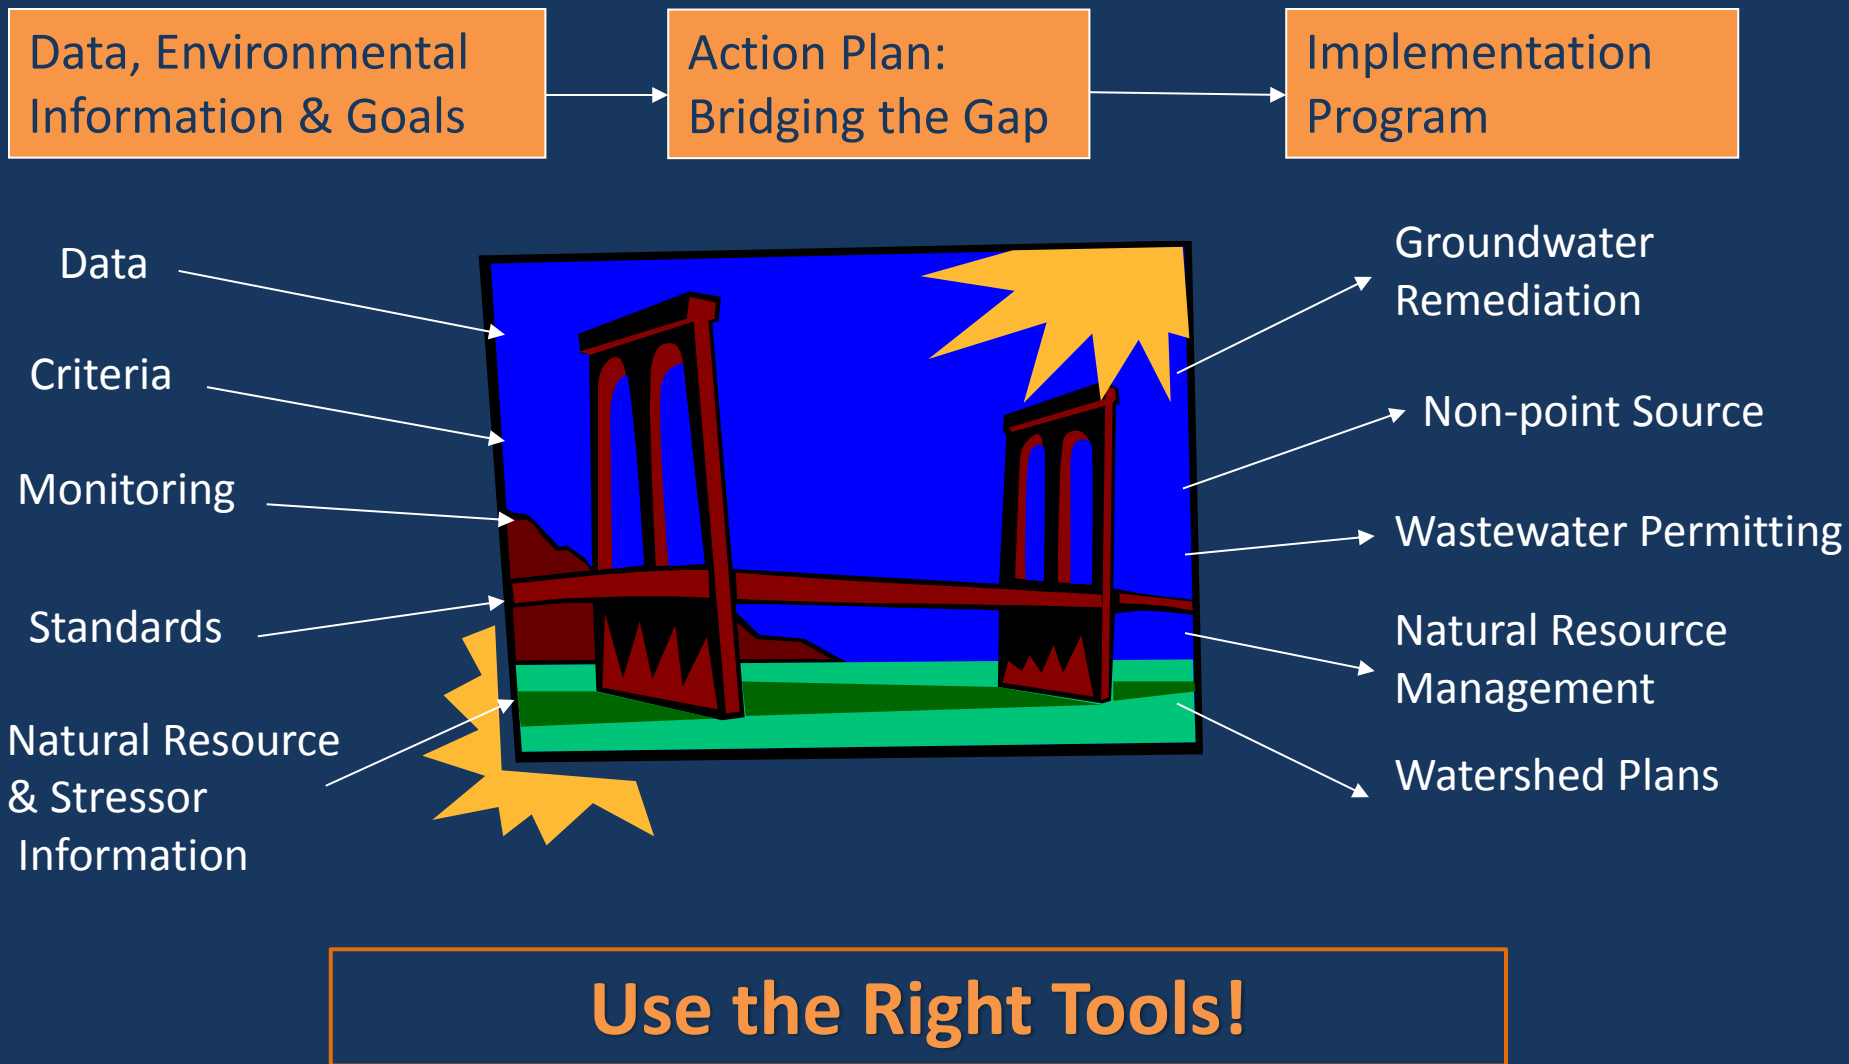 Data, Environmental
Information & Goals
Action Plan:
Bridging the Gap
Implementation
Program
Data
Criteria
Monitoring
Standards
Natural Resource
& Stressor
Information
Groundwater
Remediation
Non-point Source
Wastewater Permitting
Natural Resource
Management
Watershed Plans
Use the Right Tools!